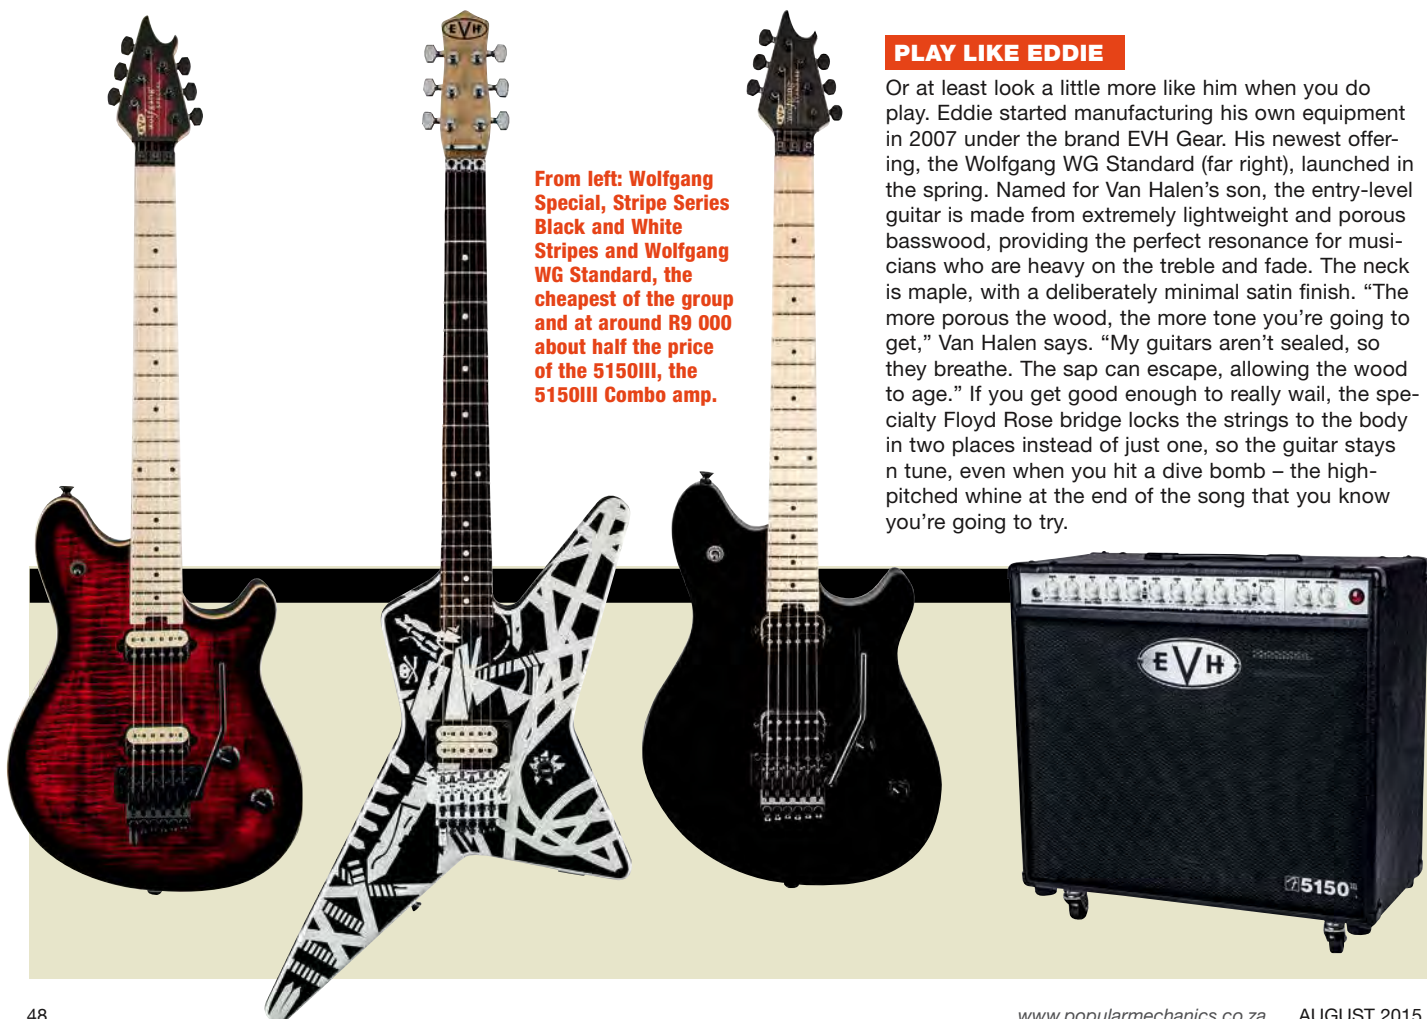 PLAY LIKE EDDIE
Or at least look a little more like him when you do
play. Eddie started manufacturing his own equipment
in 2007 under the brand EVH Gear. His newest offer-
ing, the Wolfgang WG Standard (far right), launched in
the spring. Named for Van Halen’s son, the entry-level
guitar is made from extremely lightweight and porous
basswood, providing the perfect resonance for musi-
cians who are heavy on the treble and fade. The neck
is maple, with a deliberately minimal satin finish. “The
more porous the wood, the more tone you’re going to
get,” Van Halen says. “My guitars aren’t sealed, so
they breathe. The sap can escape, allowing the wood
to age.” If you get good enough to really wail, the spe-
cialty Floyd Rose bridge locks the strings to the body
in two places instead of just one, so the guitar stays
n tune, even when you hit a dive bomb – the high-
pitched whine at the end of the song that you know
you’re going to try.
From left: Wolfgang
Special, Stripe Series
Black and White
Stripes and Wolfgang
WG Standard, the
cheapest of the group
and at around R9 000
about half the price
of the 5150III, the
5150III Combo amp.
EVH
wolfgang
SPECIAL
EVH
EVH
wolfgang
EVH
5150
48
www.popularmechanics.co.za
AUGUST 2015